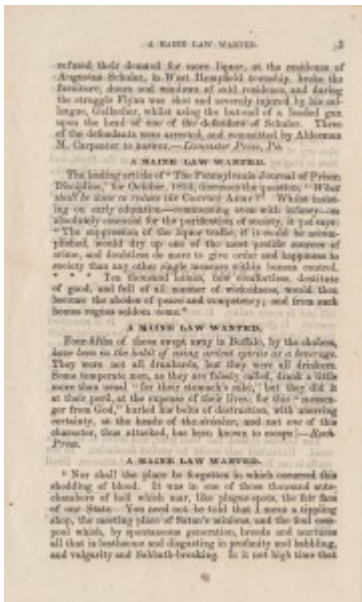 A MAINE LAW WANTED. 3
refused their demand for more liquor, at the residence of
Augustus Schuler, in West Hempfield township, broke the
furniture, doors and windows of said residence, and during
the struggle Flynn was shot and severely injured by his col-
league, Gallagher, whilst using the but-end of a loaded gun
upon the head of one of the defenders of Schuler. Three
of the defendants were arrested, and committed by Alderman
M. Carpenter to answer.—Lancaster Press, Pa.
A MAINE LAW WANTED.
The leading article of "The Pennsylvania Journal of Prison
Discipline," for October, 1854, discusses the question, "What
shall be done to reduce the County Army?" Whilst insist-
ing on early education—commencing even with infancy—as
absolutely essential for the purification of society, it yet says:
"The suppression of the liquor traffic, if it could be accom-
plished, would dry up one of the most prolific sources of
crime, and doubtless do more to give order and happiness to
society than any other single measure within human control.
* * * Ten thousand homes, now comfortless, destitute
of good, and full of all manner of wickedness, would thus
become the abodes of peace and competency; and from such
homes rogues seldom come."
A MAINE LAW WANTED.
Four-fifths of those swept away in Buffalo, by the cholera,
have been in the habit of using ardent spirits as a beverage.
They were not all drunkards, but they were all drinkers.
Some temperate men, as they are falsely called, drank a little
more than usual "for their stomach's sake," but they did it
at their peril, at the expense of their lives; for this "messen-
ger from God," hurled his bolts of destruction, with unerring
certainty, at the heads of the drinker, and not one of this
character, thus attacked, has been known to escape!—Roch.
Press.
A MAINE LAW WANTED.
"Nor shall the place be forgotten in which occurred this
shedding of blood. It was in one of those thousand ante-
chambers of hell which mar, like plague-spots, the fair face
of our State. You need not be told that I mean a tippling
shop, the meeting place of Satan's minions, and the foul cess-
pool which, by spontaneous generation, breeds and nurtures
all that is loathsome and disgusting in profanity and babbling,
and vulgarity and Sabbath-breaking. Is it not high time that